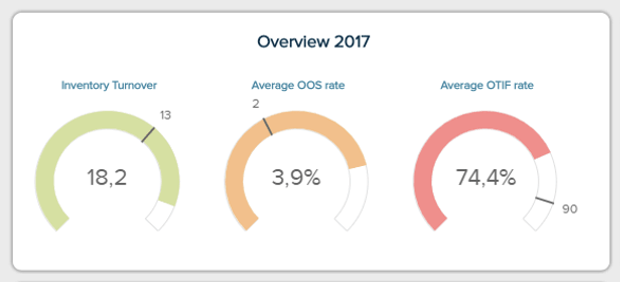 Overview 2017
Inventory Turnover
Average OOS rate
Average OTIF rate
13
2
18,2
3,9%
74,4%
90